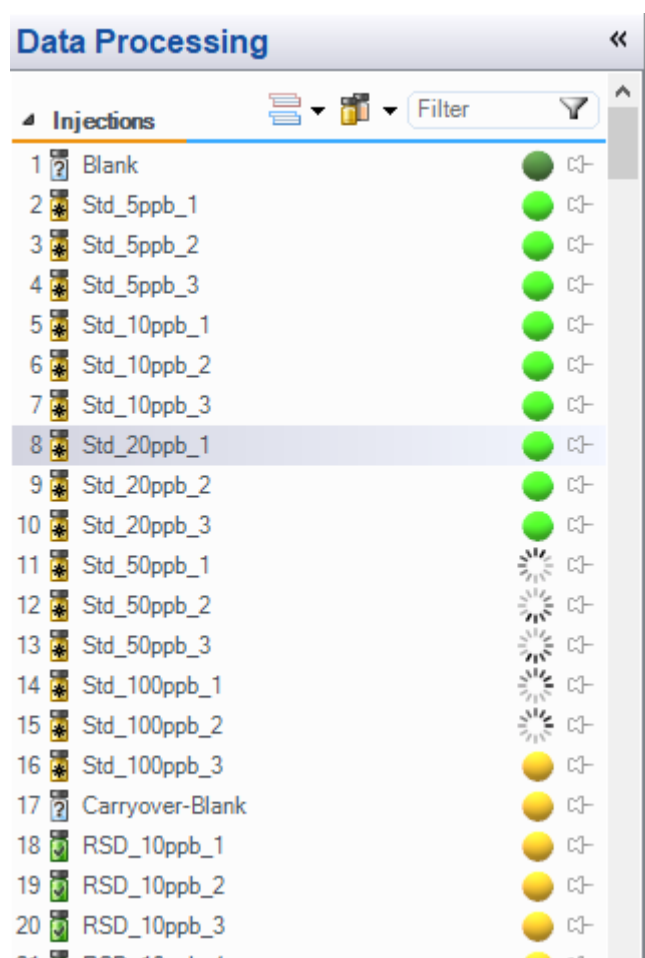 Data Processing «
Injections Filter
1 ? Blank
2 Std_5ppb_1
3 Std_5ppb_2
4 Std_5ppb_3
5 Std_10ppb_1
6 Std_10ppb_2
7 Std_10ppb_3
8 Std_20ppb_1
9 Std_20ppb_2
10 Std_20ppb_3
11 Std_50ppb_1
12 Std_50ppb_2
13 Std_50ppb_3
14 Std_100ppb_1
15 Std_100ppb_2
16 Std_100ppb_3
17 ? Carryover-Blank
18 RSD_10ppb_1
19 RSD_10ppb_2
20 RSD_10ppb_3